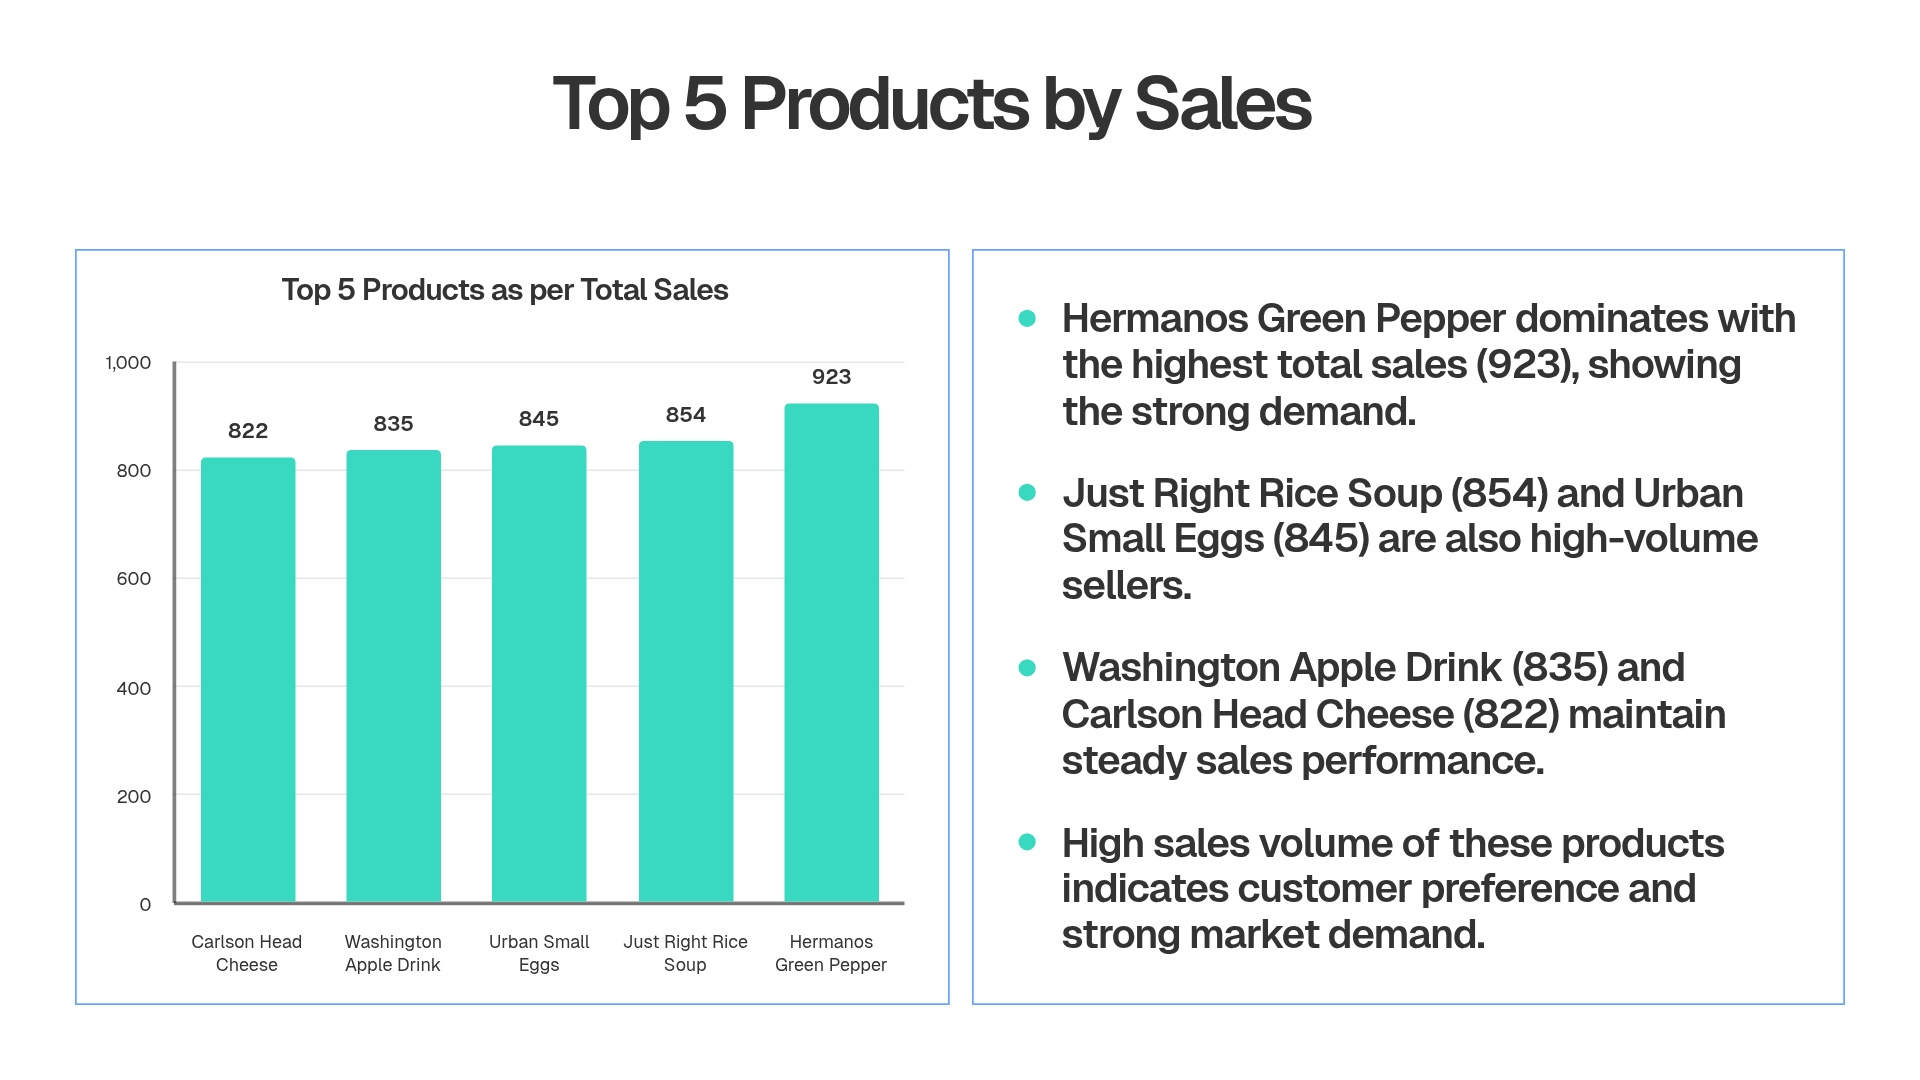 Top 5 Products by Sales
Top 5 Products as per Total Sales
1,000
800
600
400
200
0
822
835
845
854
923
Carlson Head
Cheese
Washington
Apple Drink
Urban Small
Eggs
Just Right Rice
Soup
Hermanos
Green Pepper
Hermanos Green Pepper dominates with
the highest total sales (923), showing
the strong demand.
Just Right Rice Soup (854) and Urban
Small Eggs (845) are also high-volume
sellers.
Washington Apple Drink (835) and
Carlson Head Cheese (822) maintain
steady sales performance.
High sales volume of these products
indicates customer preference and
strong market demand.